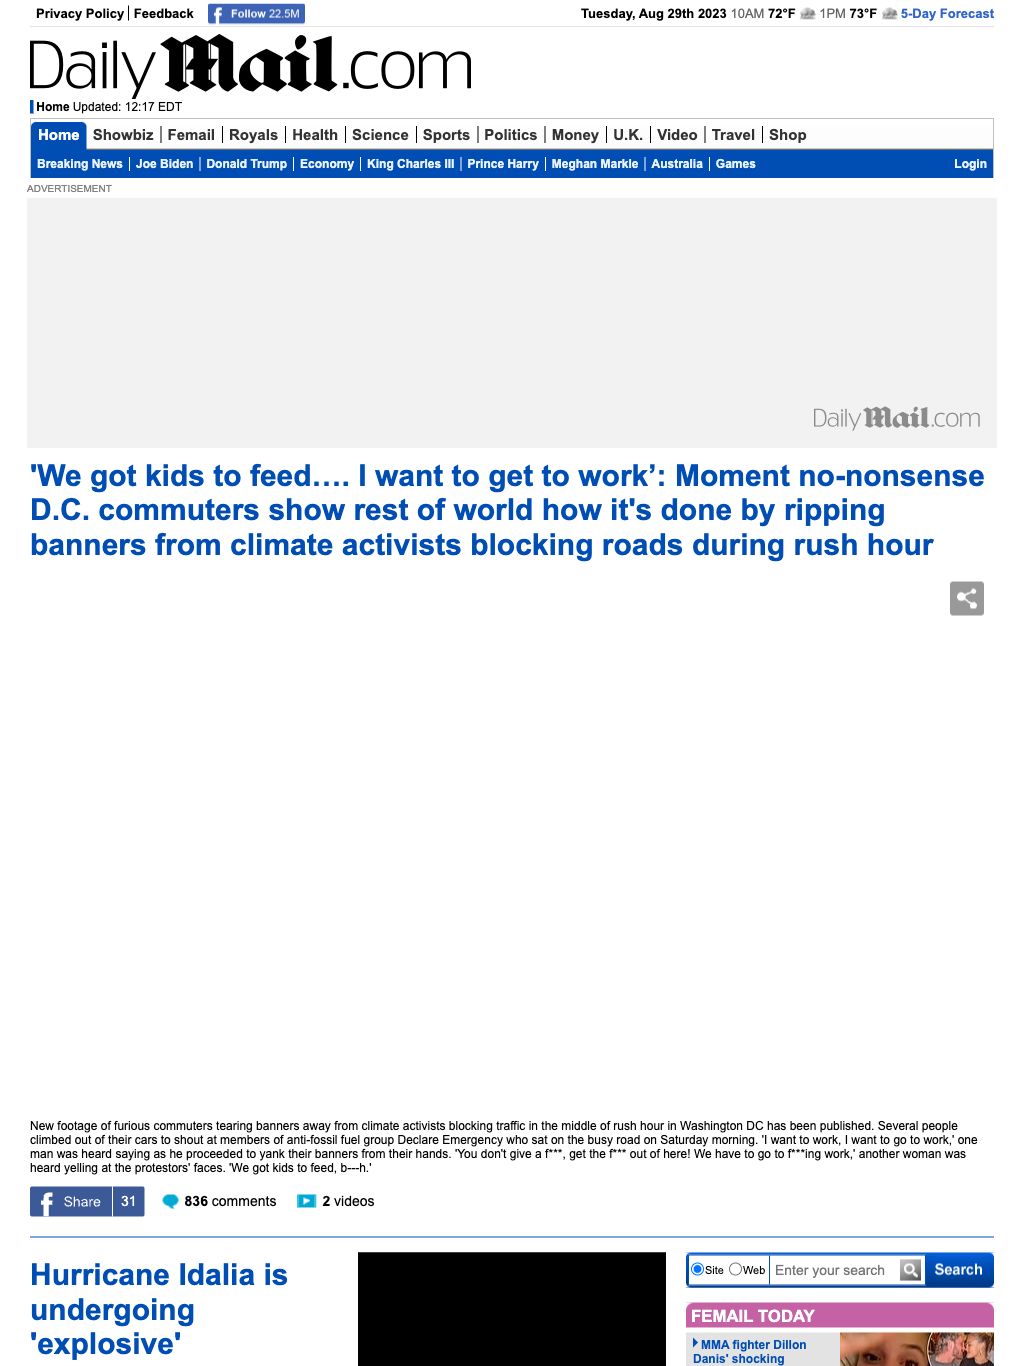 Privacy Policy Feedback Follow 22.5M Tuesday, Aug 29th 2023 10AM 72°F 1PM 73°F 5-Day Forecast
Daily Mail.com
Home Updated: 12:17 EDT
Home Showbiz Femail Royals Health Science Sports Politics Money U.K. Video Travel Shop
Breaking News Joe Biden Donald Trump Economy King Charles III Prince Harry Meghan Markle Australia Games Login
ADVERTISEMENT
Daily Mail.com
'We got kids to feed.... I want to get to work’: Moment no-nonsense
D.C. commuters show rest of world how it's done by ripping
banners from climate activists blocking roads during rush hour
New footage of furious commuters tearing banners away from climate activists blocking traffic in the middle of rush hour in Washington DC has been published. Several people
climbed out of their cars to shout at members of anti-fossil fuel group Declare Emergency who sat on the busy road on Saturday morning. 'I want to work, I want to go to work,' one
man was heard saying as he proceeded to yank their banners from their hands. 'You don't give a f***, get the f*** out of here! We have to go to f***ing work,' another woman was
heard yelling at the protestors' faces. 'We got kids to feed, b---h.'
Share 31 836 comments 2 videos
Hurricane Idalia is
undergoing
'explosive'
Site Web Enter your search Search
FEMAIL TODAY
MMA fighter Dillon
Danis' shocking